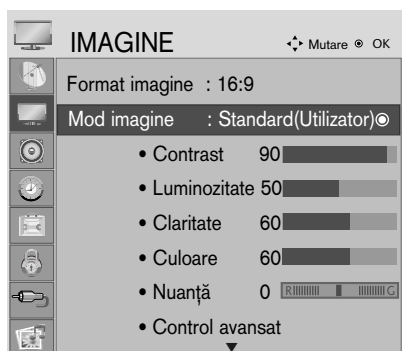 IMAGINE Mutare OK
Format imagine : 16:9
Mod imagine : Standard(Utilizator)
• Contrast 90
• Luminozitate 50
• Claritate 60
• Culoare 60
• Nuanță 0 R G
• Control avansat